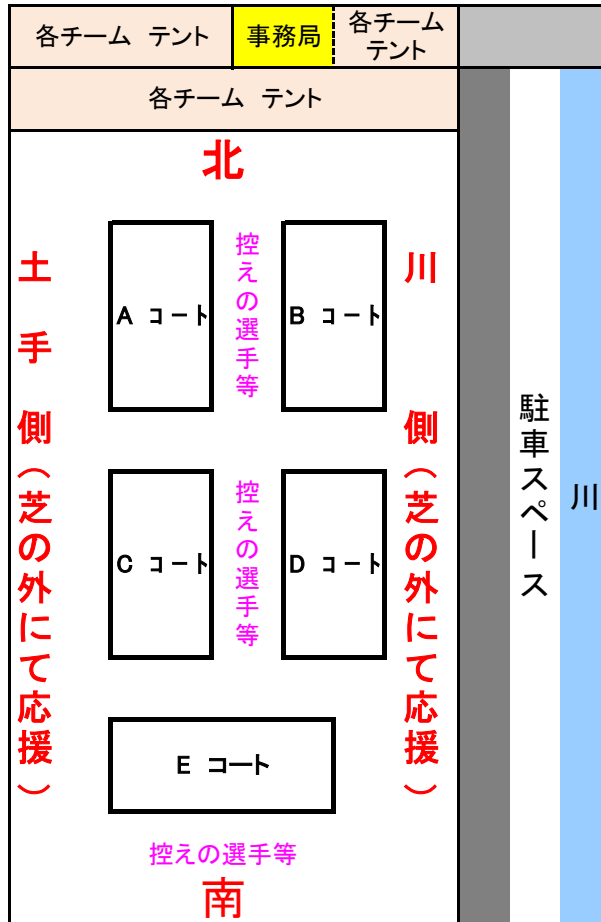 各チーム テント
事務局
各チーム
テント
各チーム テント
北
土手側（芝の外にて応援）
A コート
控えの選手等
B コート
川側（芝の外にて応援）
C コート
控えの選手等
D コート
E コート
控えの選手等
南
駐車スペース
川